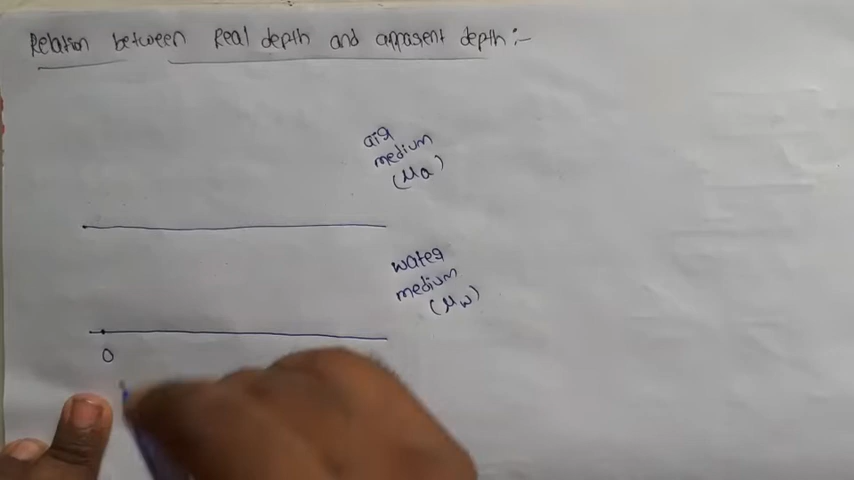 Relation between Real depth and apparent depth:-
air
medium
(μa)
water
medium
(μw)
O